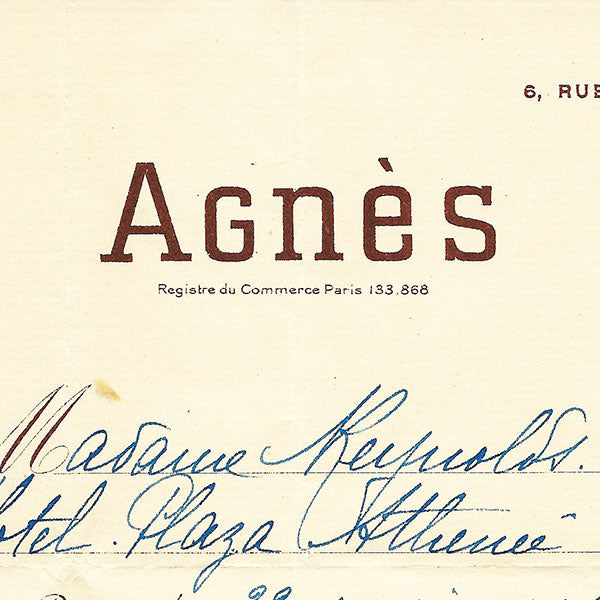 6, RUE
Agnès
Registre du Commerce Paris 133.868
Madame Reynolds.
Hotel. Plaza Athenée